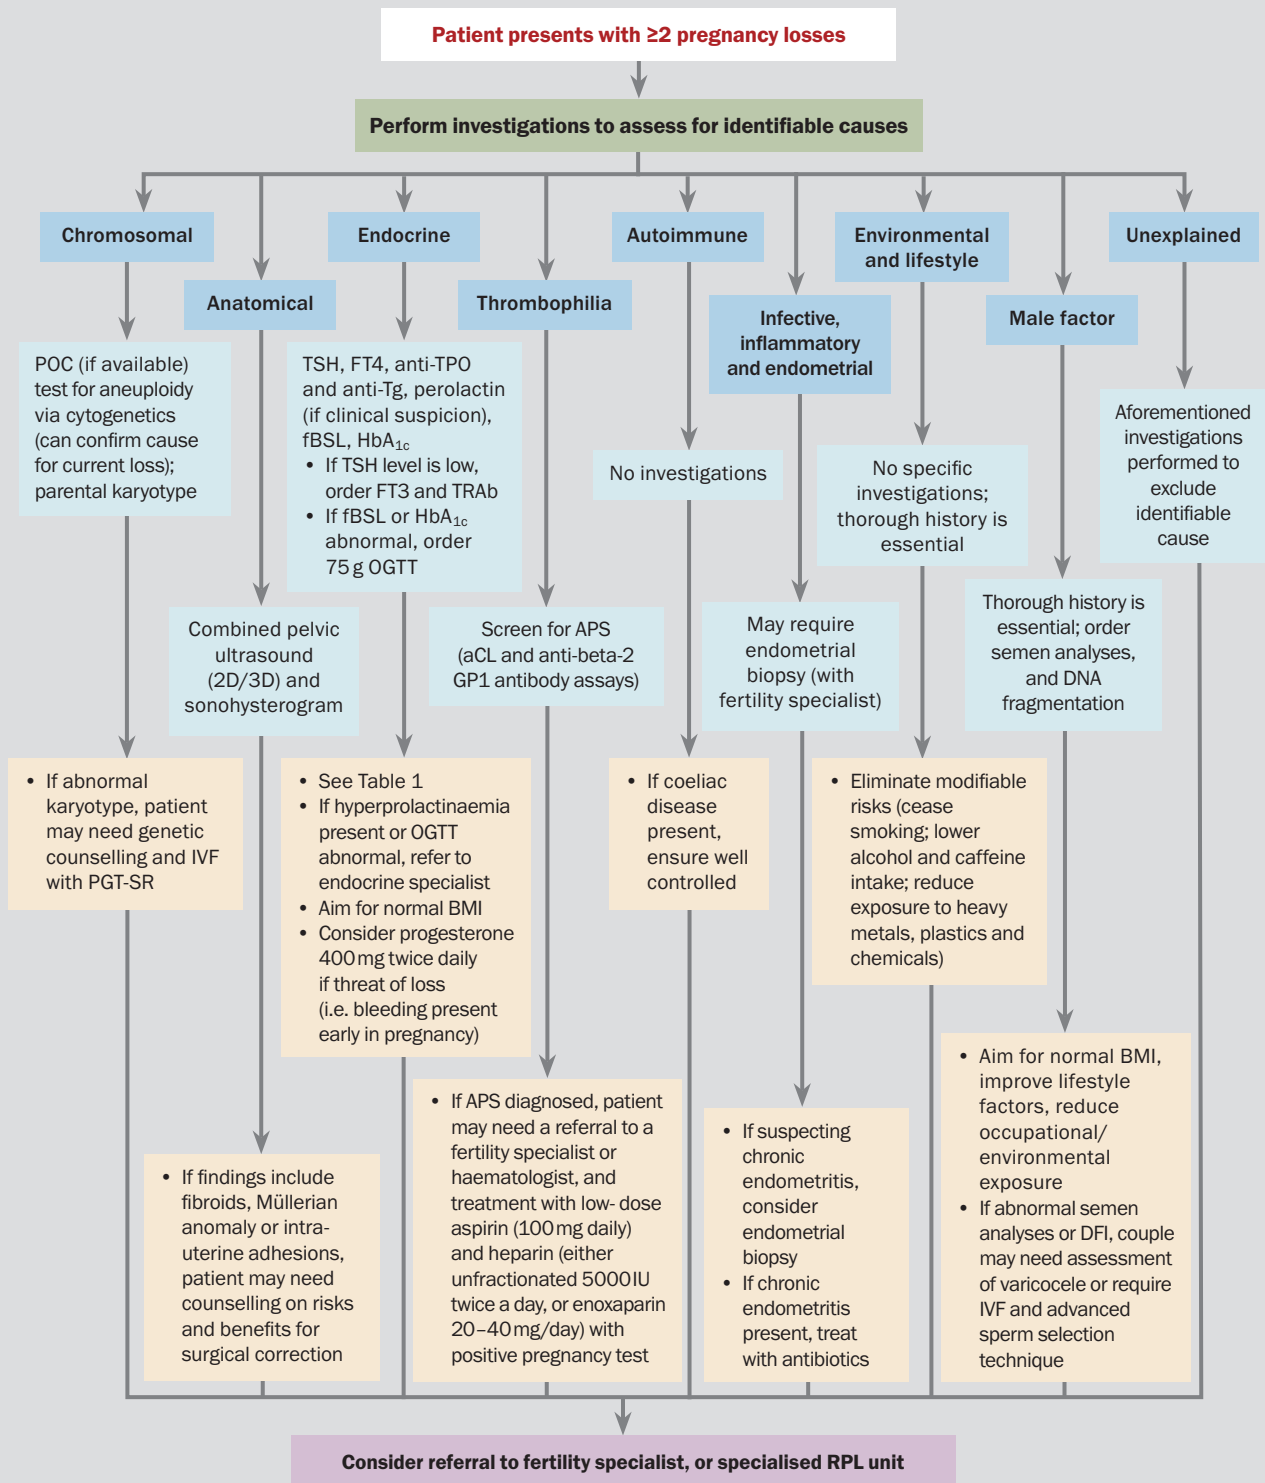 Patient presents with ≥2 pregnancy losses
Perform investigations to assess for identifiable causes
Chromosomal
Anatomical
Endocrine
Thrombophilia
Autoimmune
Infective,
inflammatory
and endometrial
Environmental
and lifestyle
Male factor
Unexplained
POC (if available)
test for aneuploidy
via cytogenetics
(can confirm cause
for current loss);
parental karyotype
Combined pelvic
ultrasound
(2D/3D) and
sonohysterogram
TSH, FT4, anti-TPO
and anti-Tg, perolactin
(if clinical suspicion),
fBSL, HbA1c
• If TSH level is low,
order FT3 and TRAb
• If fBSL or HbA1c
abnormal, order
75 g OGTT
Screen for APS
(aCL and anti-beta-2
GP1 antibody assays)
No investigations
May require
endometrial
biopsy (with
fertility specialist)
No specific
investigations;
thorough history is
essential
Thorough history is
essential; order
semen analyses,
and DNA
fragmentation
Aforementioned
investigations
performed to
exclude
identifiable
cause
• If abnormal
karyotype, patient
may need genetic
counselling and IVF
with PGT-SR
• If findings include
fibroids, Müllerian
anomaly or intra-
uterine adhesions,
patient may need
counselling on risks
and benefits for
surgical correction
• See Table 1
• If hyperprolactinaemia
present or OGTT
abnormal, refer to
endocrine specialist
• Aim for normal BMI
• Consider progesterone
400 mg twice daily
if threat of loss
(i.e. bleeding present
early in pregnancy)
• If APS diagnosed, patient
may need a referral to a
fertility specialist or
haematologist, and
treatment with low- dose
aspirin (100 mg daily)
and heparin (either
unfractionated 5000 IU
twice a day, or enoxaparin
20–40 mg/day) with
positive pregnancy test
• If coeliac
disease
present,
ensure well
controlled
• If suspecting
chronic
endometritis,
consider
endometrial
biopsy
• If chronic
endometritis
present, treat
with antibiotics
• Eliminate modifiable
risks (cease
smoking; lower
alcohol and caffeine
intake; reduce
exposure to heavy
metals, plastics and
chemicals)
• Aim for normal BMI,
improve lifestyle
factors, reduce
occupational/
environmental
exposure
• If abnormal semen
analyses or DFI, couple
may need assessment
of varicocele or require
IVF and advanced
sperm selection
technique
Consider referral to fertility specialist, or specialised RPL unit